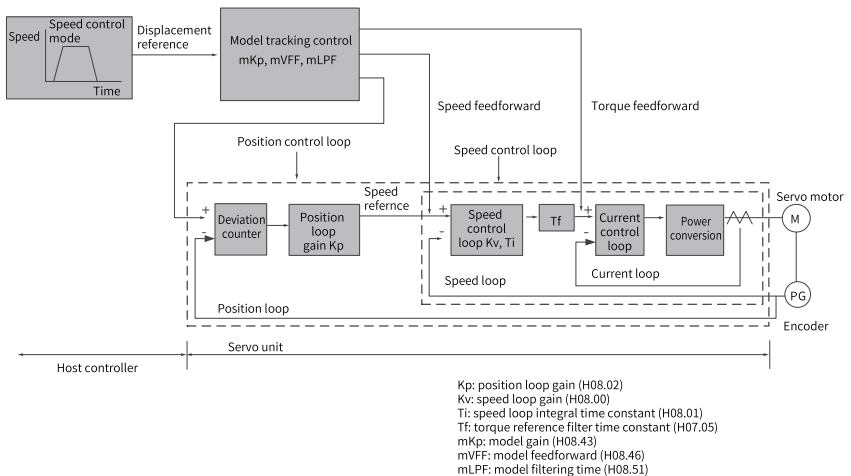 Speed control
mode
Speed
Time
Displacement
reference
Model tracking control
mKp, mVFF, mLPF
Speed feedforward
Torque feedforward
Position control loop
Speed control loop
Speed
refernce
Servo motor
+
-
Deviation
counter
Position
loop
gain Kp
+
-
Speed
control
loop Kv, Ti
Tf
+
-
Current
control
loop
Power
conversion
M
Current loop
Speed loop
PG
Position loop
Encoder
Servo unit
Host controller
Kp: position loop gain (H08.02)
Kv: speed loop gain (H08.00)
Ti: speed loop integral time constant (H08.01)
Tf: torque reference filter time constant (H07.05)
mKp: model gain (H08.43)
mVFF: model feedforward (H08.46)
mLPF: model filtering time (H08.51)